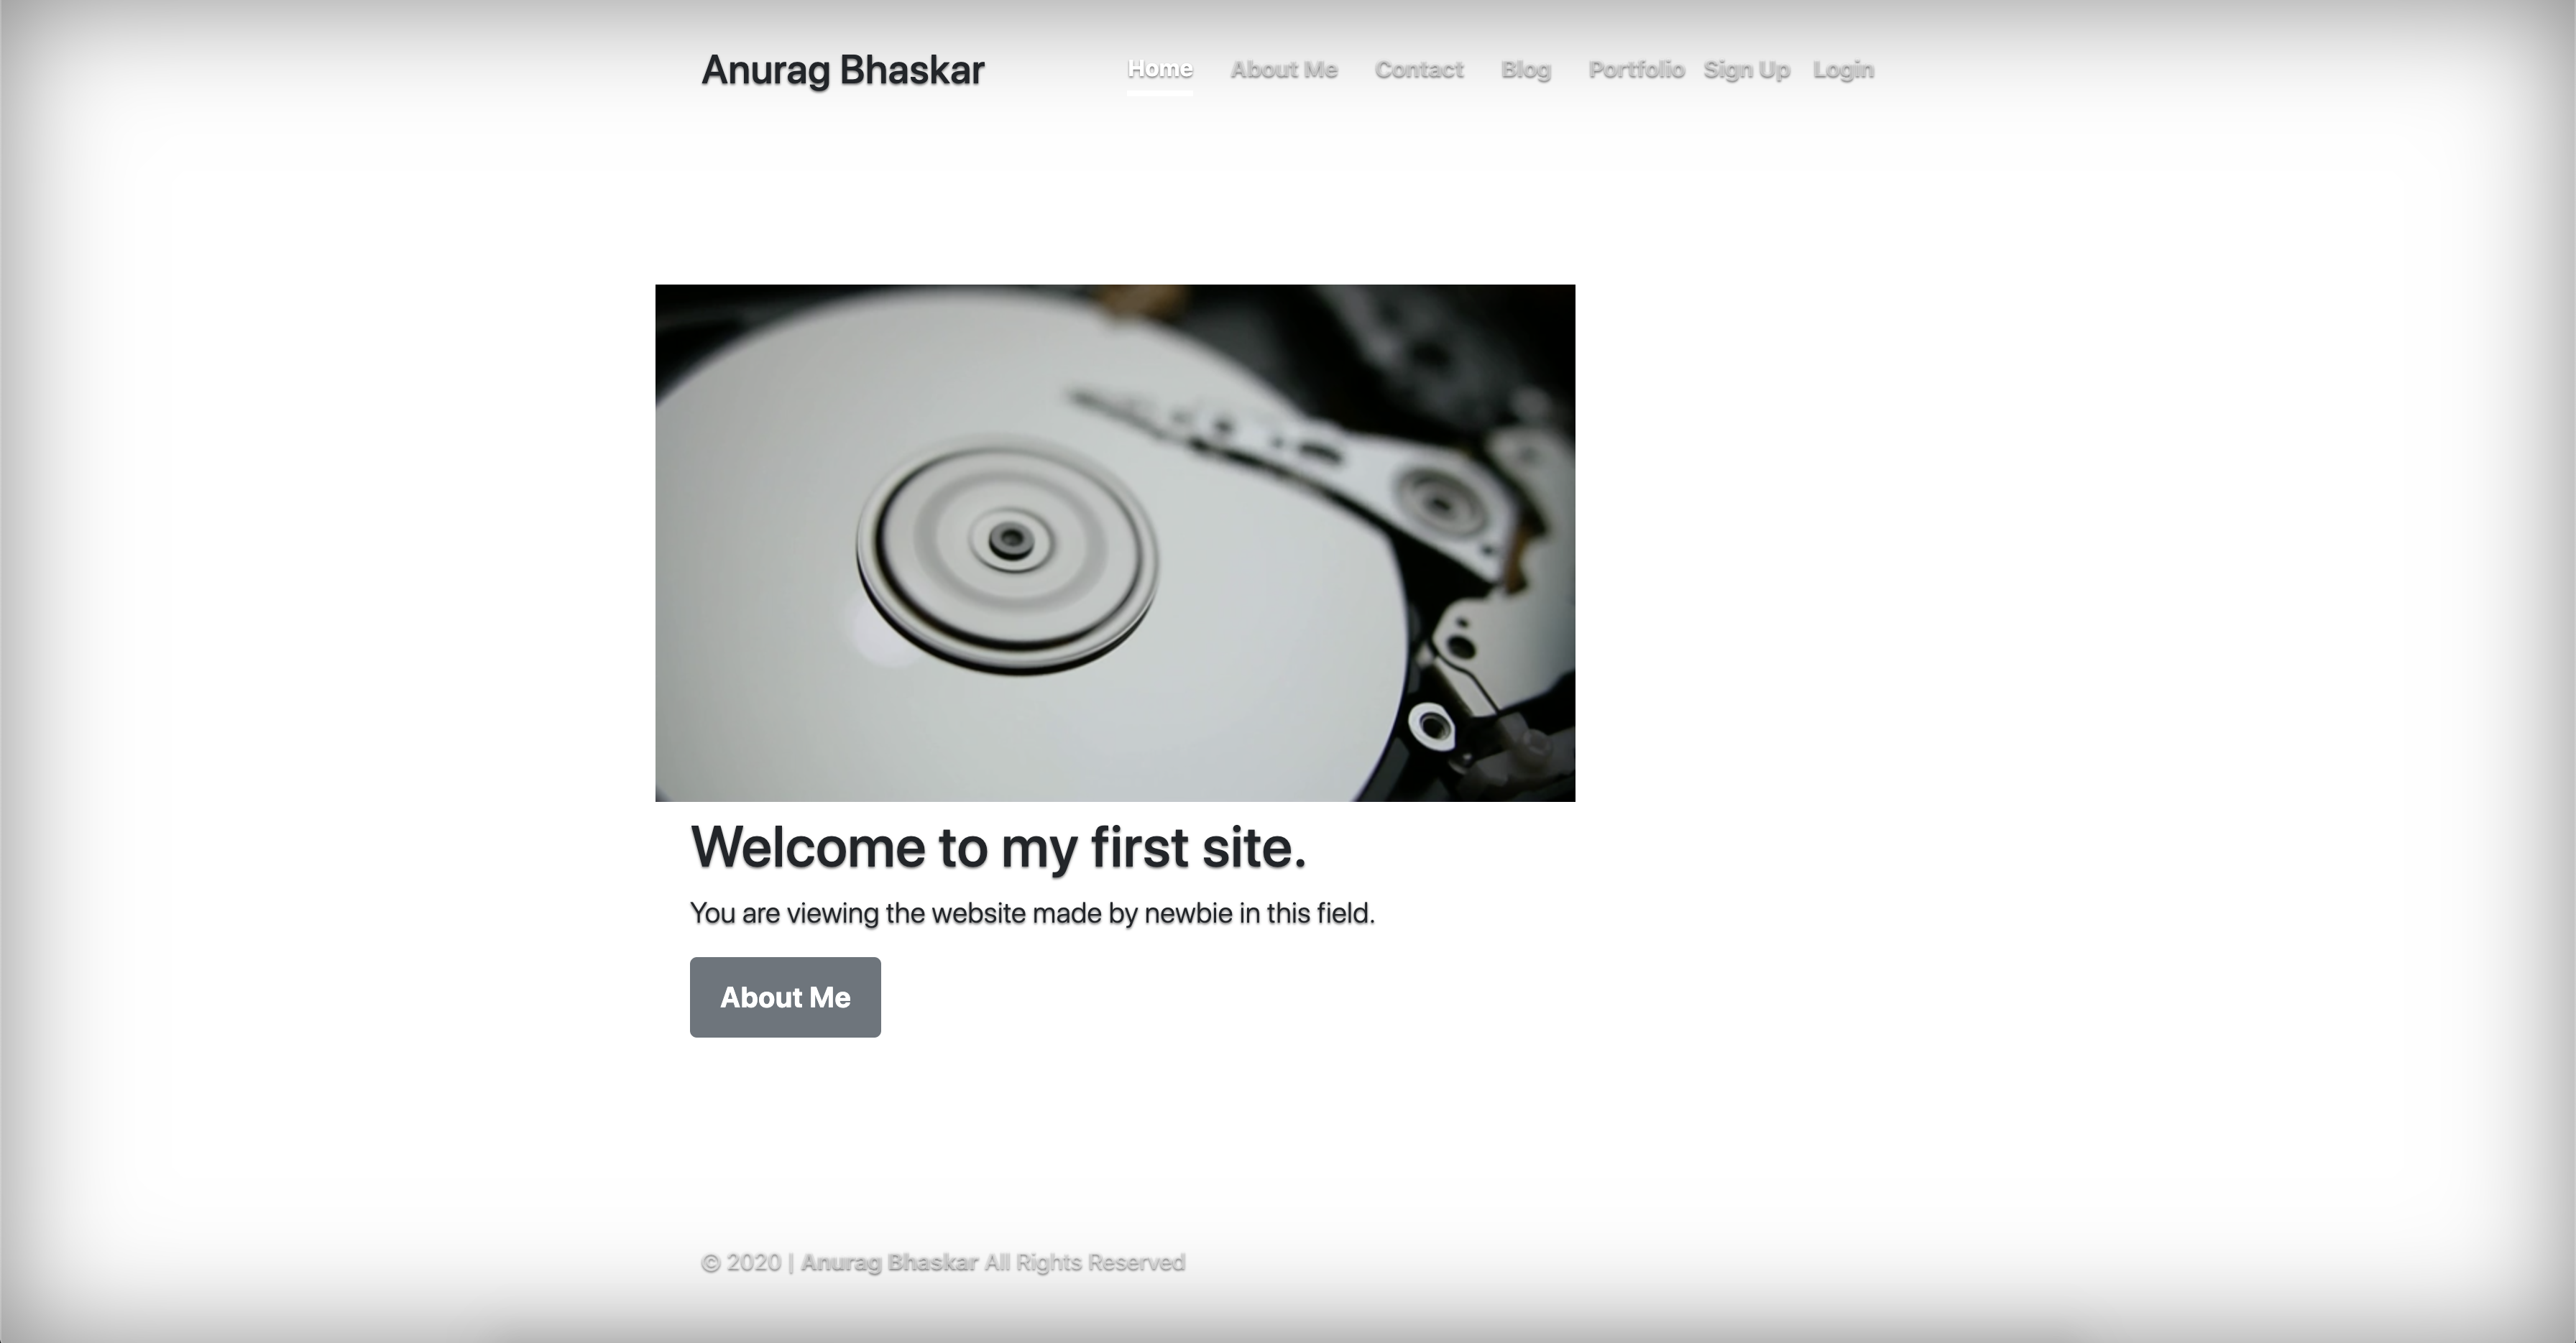 Anurag Bhaskar
Home About Me Contact Blog Portfolio Sign Up Login
Welcome to my first site.
You are viewing the website made by newbie in this field.
About Me
© 2020 | Anurag Bhaskar All Rights Reserved